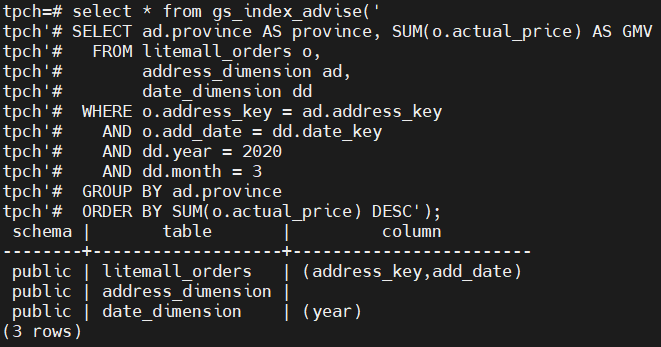 tpch=# select * from gs_index_advise('
tpch'# SELECT ad.province AS province, SUM(o.actual_price) AS GMV
tpch'#   FROM litemall_orders o,
tpch'#        address_dimension ad,
tpch'#        date_dimension dd
tpch'#  WHERE o.address_key = ad.address_key
tpch'#    AND o.add_date = dd.date_key
tpch'#    AND dd.year = 2020
tpch'#    AND dd.month = 3
tpch'#  GROUP BY ad.province
tpch'#  ORDER BY SUM(o.actual_price) DESC');
 schema |       table       |         column
--------+-------------------+------------------------
 public | litemall_orders   | (address_key,add_date)
 public | address_dimension |
 public | date_dimension    | (year)
(3 rows)